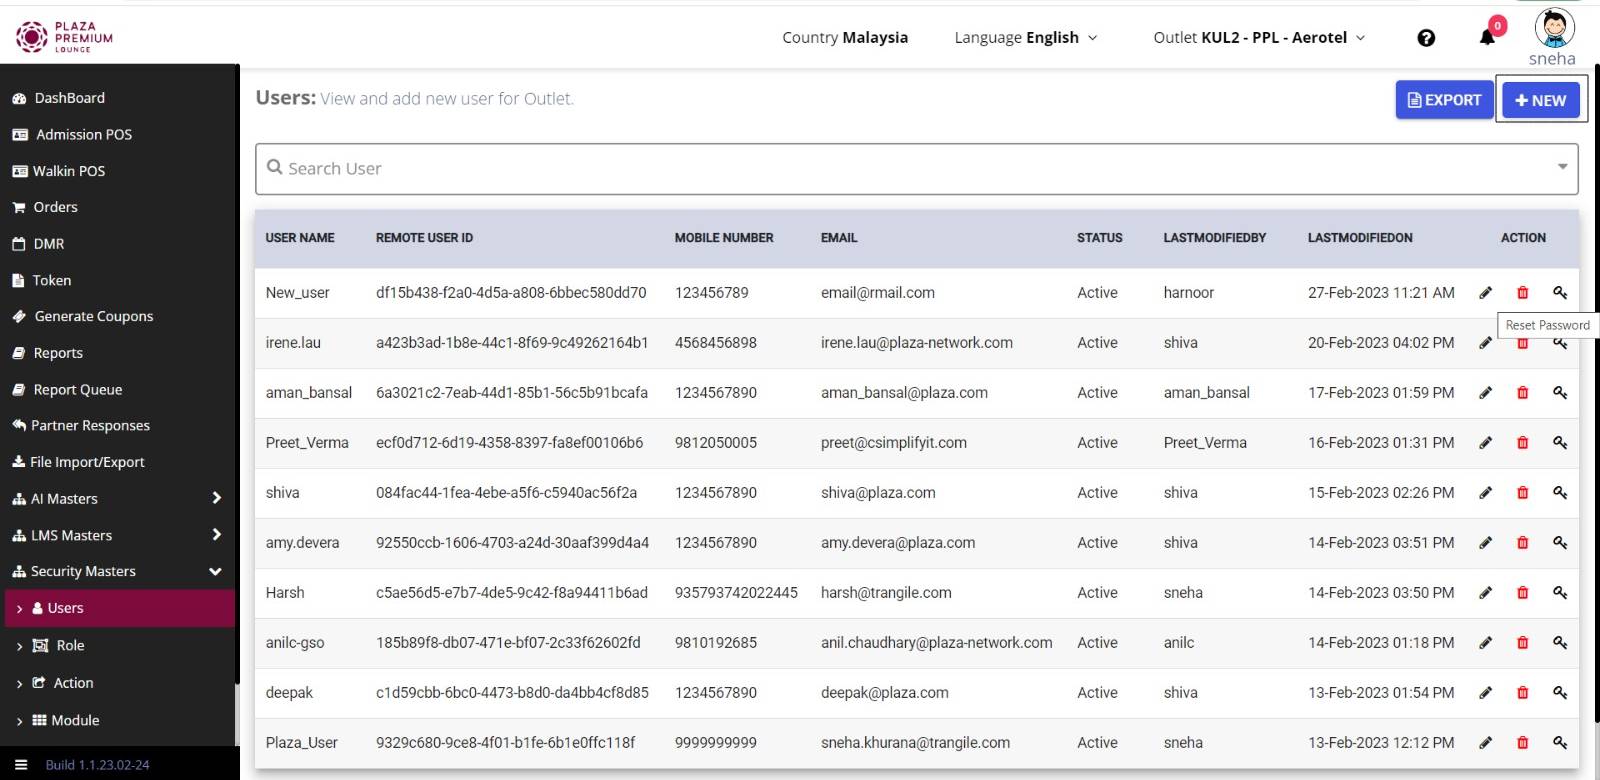 PLAZA
PREMIUM
LOUNGE
Country Malaysia
Language English
Outlet KUL2 - PPL - Aerotel
0
sneha
DashBoard
Admission POS
Walkin POS
Orders
DMR
Token
Generate Coupons
Reports
Report Queue
Partner Responses
File Import/Export
AI Masters
LMS Masters
Security Masters
Users
Role
Action
Module
Build 1.1.23.02-24
Users: View and add new user for Outlet.
EXPORT
+ NEW
Search User
USER NAME REMOTE USER ID MOBILE NUMBER EMAIL STATUS LASTMODIFIEDBY LASTMODIFIEDON ACTION
New_user df15b438-f2a0-4d5a-a808-6bbec580dd70 123456789 email@rmail.com Active harnoor 27-Feb-2023 11:21 AM
Reset Password
irene.lau a423b3ad-1b8e-44c1-8f69-9c49262164b1 4568456898 irene.lau@plaza-network.com Active shiva 20-Feb-2023 04:02 PM
aman_bansal 6a3021c2-7eab-44d1-85b1-56c5b91bcafa 1234567890 aman_bansal@plaza.com Active aman_bansal 17-Feb-2023 01:59 PM
Preet_Verma ecf0d712-6d19-4358-8397-fa8ef00106b6 9812050005 preet@csimplifyit.com Active Preet_Verma 16-Feb-2023 01:31 PM
shiva 084fac44-1fea-4ebe-a5f6-c5940ac56f2a 1234567890 shiva@plaza.com Active shiva 15-Feb-2023 02:26 PM
amy.devera 92550ccb-1606-4703-a24d-30aaf399d4a4 1234567890 amy.devera@plaza.com Active shiva 14-Feb-2023 03:51 PM
Harsh c5ae56d5-e7b7-4de5-9c42-f8a94411b6ad 935793742022445 harsh@trangile.com Active sneha 14-Feb-2023 03:50 PM
anilc-gso 185b89f8-db07-471e-bf07-2c33f62602fd 9810192685 anil.chaudhary@plaza-network.com Active anilc 14-Feb-2023 01:18 PM
deepak c1d59cbb-6bc0-4473-b8d0-da4bb4cf8d85 1234567890 deepak@plaza.com Active shiva 13-Feb-2023 01:54 PM
Plaza_User 9329c680-9ce8-4f01-b1fe-6b1e0ffc118f 9999999999 sneha.khurana@trangile.com Active sneha 13-Feb-2023 12:12 PM